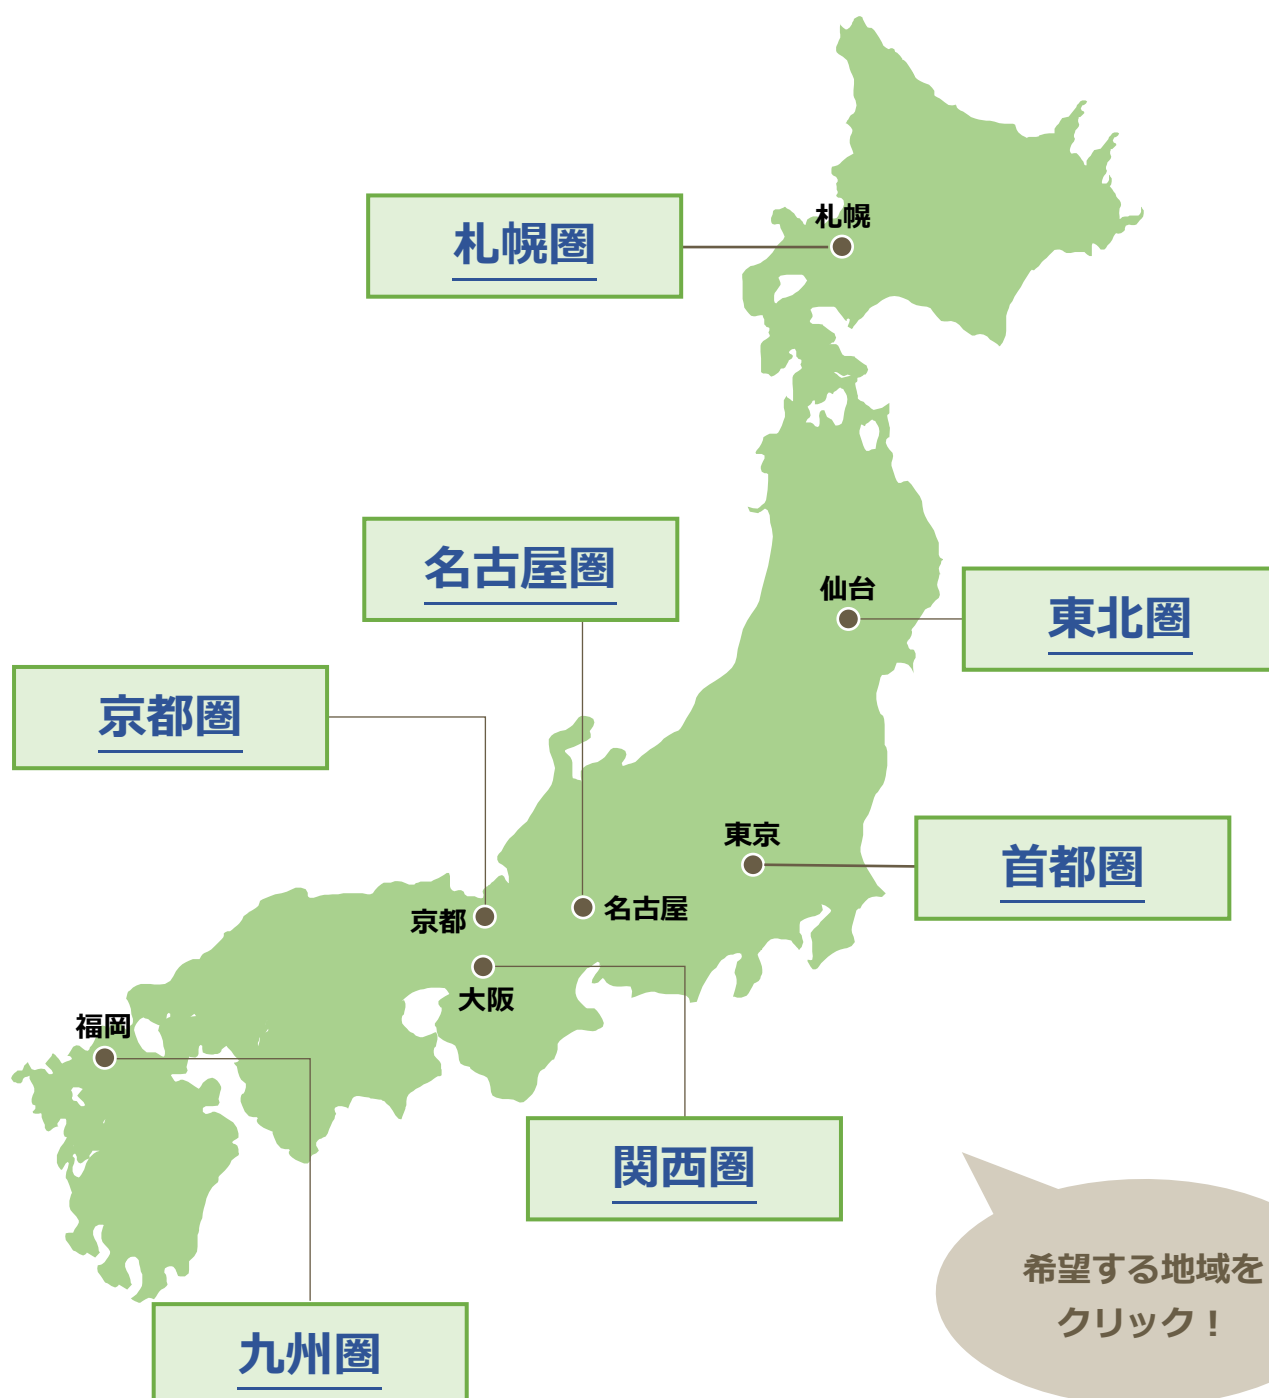 札幌
札幌圏
名古屋圏
仙台
東北圏
京都圏
東京
首都圏
京都
名古屋
大阪
福岡
関西圏
希望する地域を
クリック！
九州圏